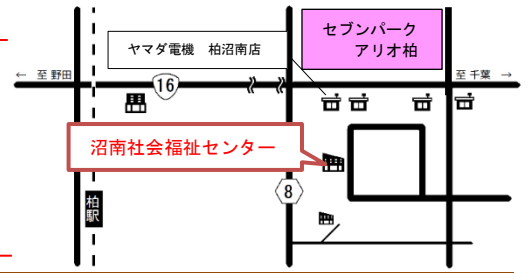 セブンパーク
アリオ柏
ヤマダ電機 柏沼南店
← 至野田
至千葉 →
16
沼南社会福祉センター
8
柏駅